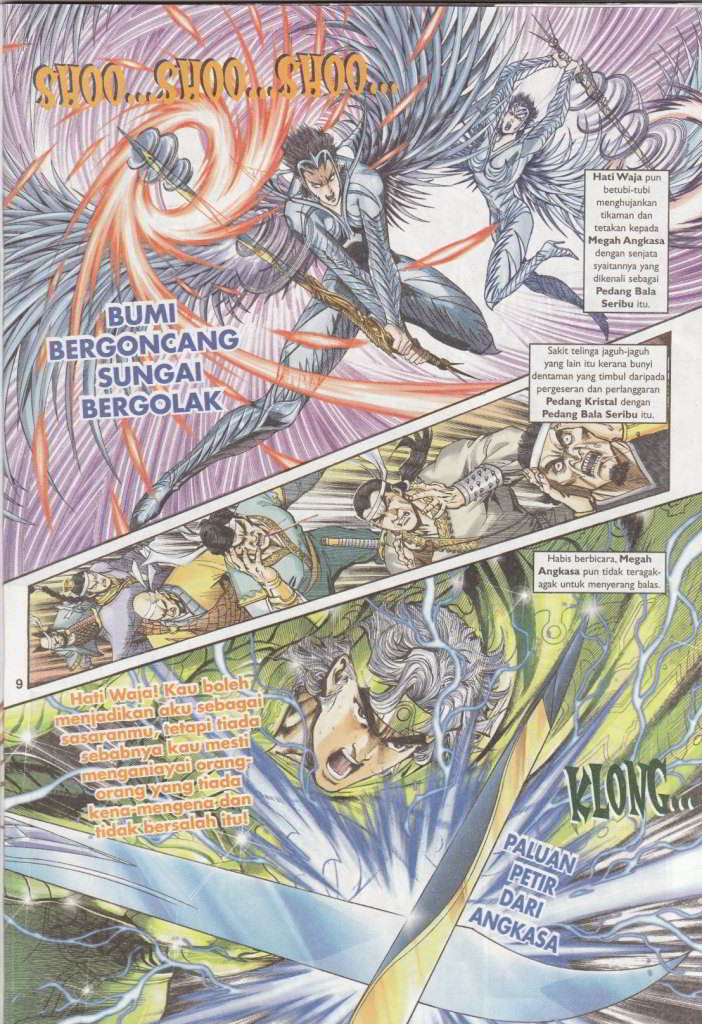 SHOO...SHOO...SHOO...
Hati Waja pun
betubi-tubi
menghujankan
tikaman dan
tetakan kepada
Megah Angkasa
dengan senjata
syaitannya yang
dikenali sebagai
Pedang Bala
Seribu itu.
BUMI
BERGONCANG
SUNGAI
BERGOLAK
Sakit telinga jaguh-jaguh
yang lain itu kerana bunyi
dentaman yang timbul daripada
pergeseran dan perlanggaran
Pedang Kristal dengan
Pedang Bala Seribu itu.
Habis berbicara, Megah
Angkasa pun tidak teragak-
agak untuk menyerang balas.
9
Hati Waja! Kau boleh
menjadikan aku sebagai
sasaranmu, tetapi tiada
sebabnya kau mesti
menganiayai orang-
orang yang tiada
kena-mengena dan
tidak bersalah itu!
KLONG...
PALUAN
PETIR
DARI
ANGKASA